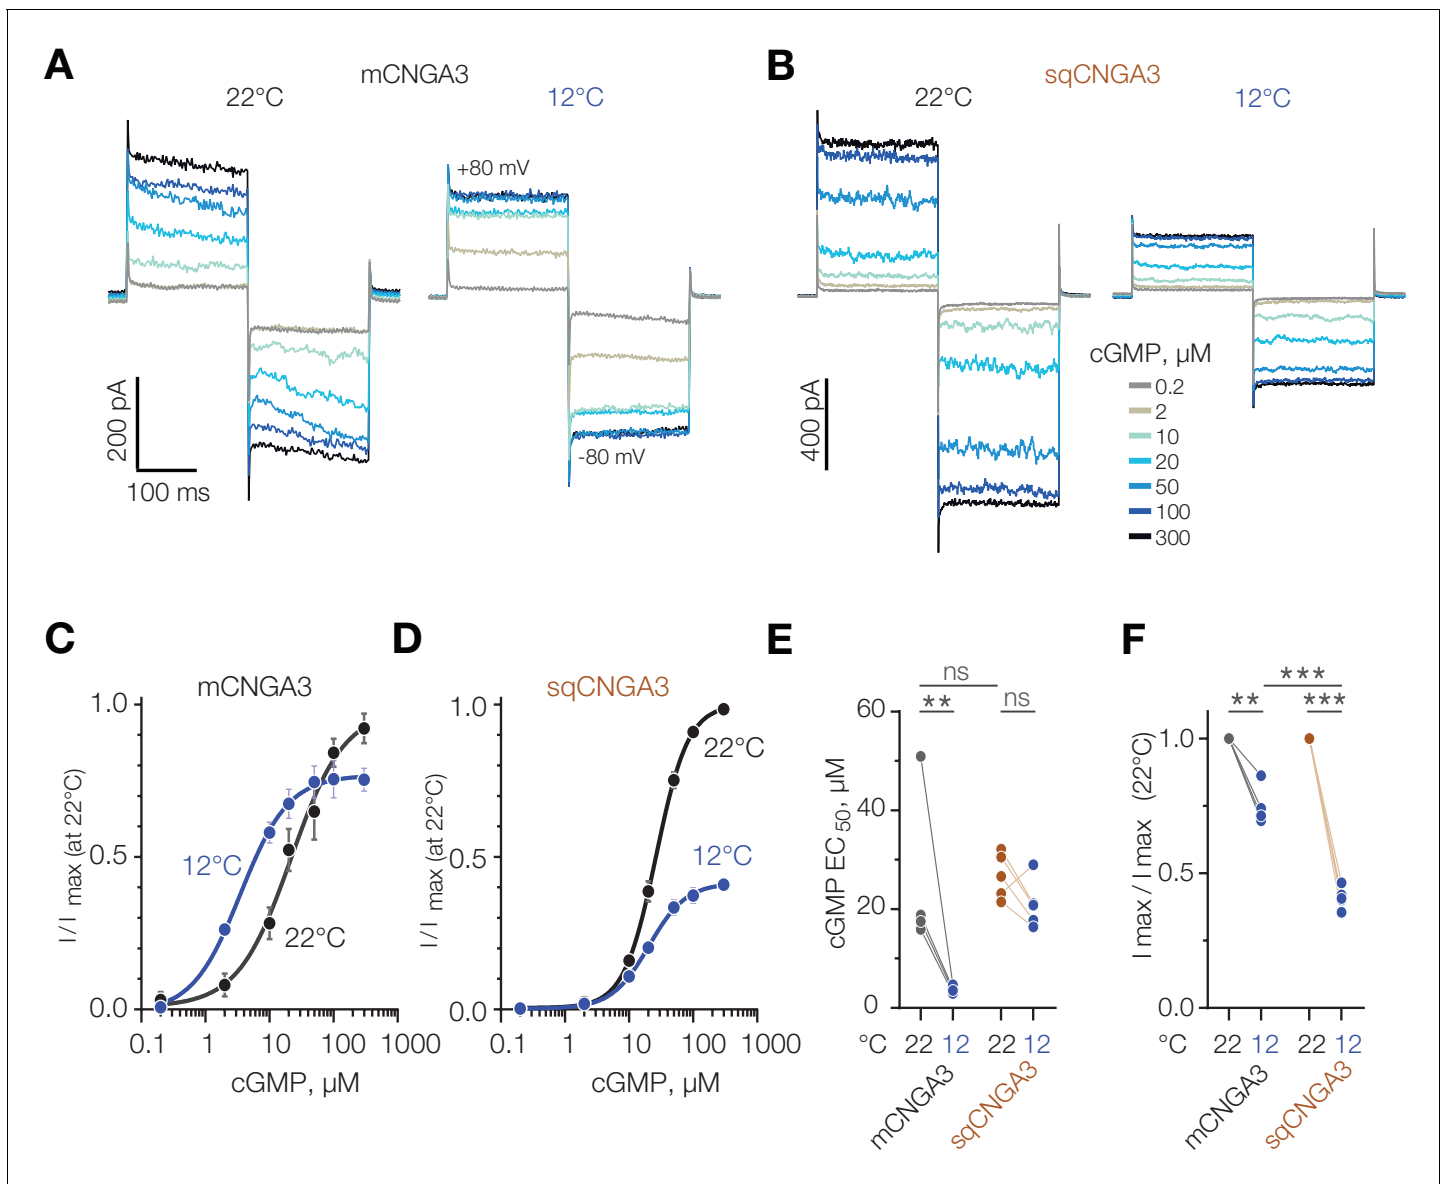 A
mCNGA3
22°C
12°C
+80 mV
-80 mV
200 pA
100 ms
B
sqCNGA3
22°C
12°C
400 pA
cGMP, µM
0.2
2
10
20
50
100
300
C
mCNGA3
I / I max (at 22°C)
1.0
0.5
0.0
12°C
22°C
0.1 1 10 100 1000
cGMP, µM
D
sqCNGA3
I / I max (at 22°C)
1.0
0.5
0.0
22°C
12°C
0.1 1 10 100 1000
cGMP, µM
E
ns
** ns
cGMP EC50, µM
60
40
20
0
°C 22 12 22 12
mCNGA3
sqCNGA3
F
***
** ***
I max / I max (22°C)
1.0
0.5
0.0
°C 22 12 22 12
mCNGA3
sqCNGA3